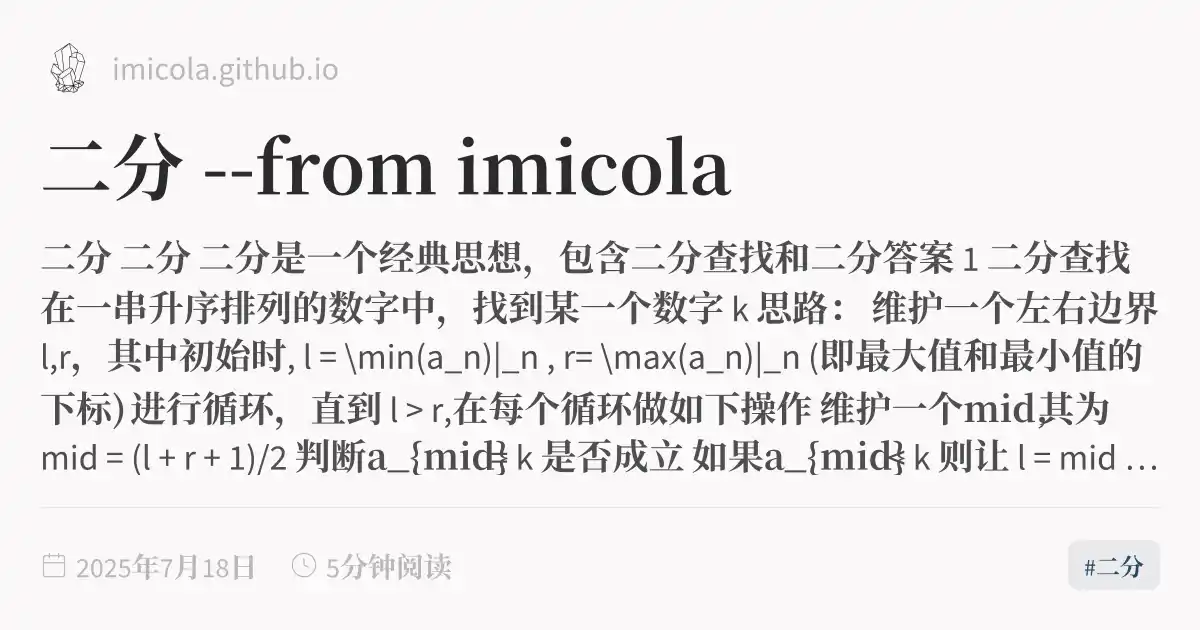 imicola.github.io
二分 --from imicola
二分 二分 二分是一个经典思想，包含二分查找和二分答案 1 二分查找
在一串升序排列的数字中，找到某一个数字 k 思路： 维护一个左右边界
l,r，其中初始时, l = \min(a_n)|_n , r= \max(a_n)|_n (即最大值和最小值的
下标) 进行循环，直到 l > r,在每个循环做如下操作 维护一个mid,其为
mid = (l + r + 1)/2 判断a_{mid}= k 是否成立 如果a_{mid}< k 则让 l = mid …
2025年7月18日 5分钟阅读 #二分